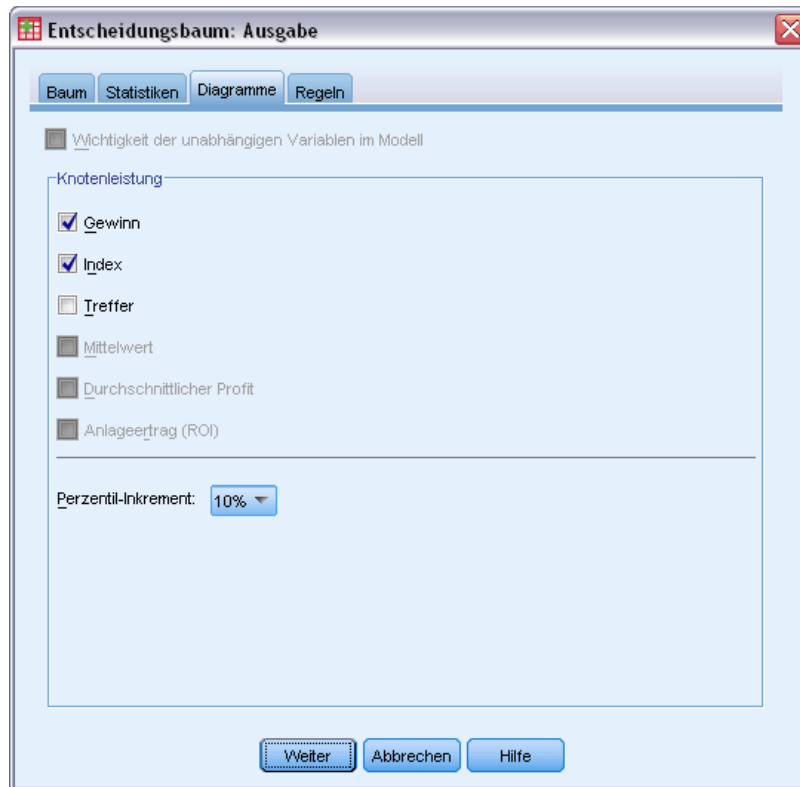 Entscheidungsbaum: Ausgabe
Baum Statistiken Diagramme Regeln
Wichtigkeit der unabhängigen Variablen im Modell
Knotenleistung
Gewinn
Index
Treffer
Mittelwert
Durchschnittlicher Profit
Anlageertrag (ROI)
Perzentil-Inkrement: 10%
Weiter Abbrechen Hilfe